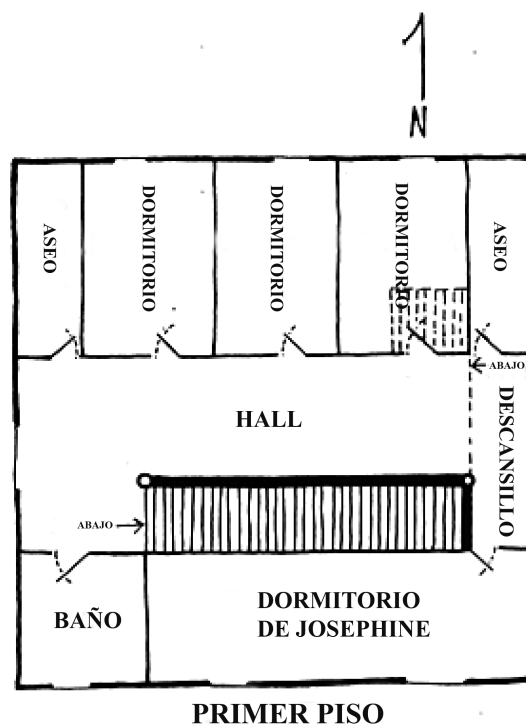 N
ASEO
DORMITORIO
DORMITORIO
DORMITORIO
ASEO
ABAJO
HALL
DESCANSILLO
ABAJO
BAÑO
DORMITORIO
DE JOSEPHINE
PRIMER PISO